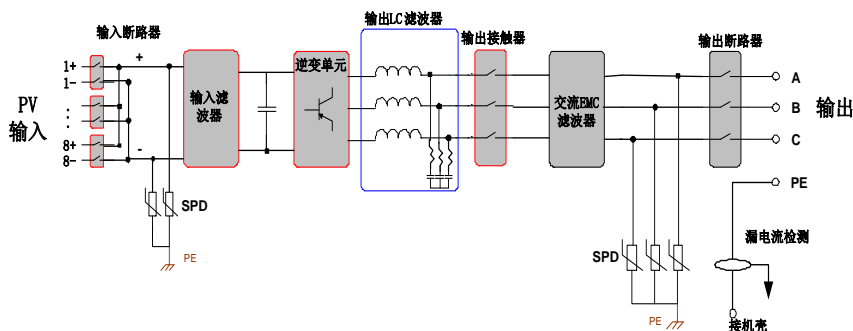 输入断路器
1+
1-
PV
输入
8+
8-
+
-
SPD
PE
输入滤
波器
逆变单元
输出LC滤波器
输出接触器
交流EMC
滤波器
SPD
PE
输出断路器
A
B
输出
C
PE
漏电流检测
接机壳